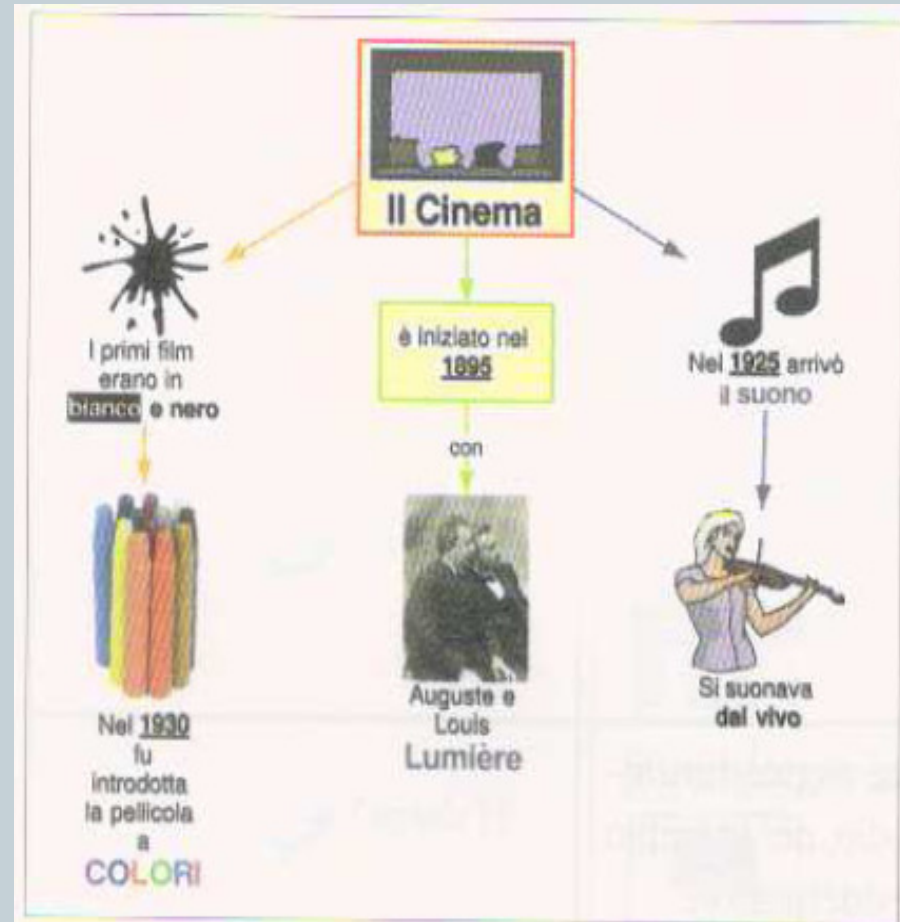 Il Cinema
I primi film
erano in
bianco e nero
Nel 1930
fu
introdotta
la pellicola
a
COLORI
è iniziato nel
1895
con
Auguste e
Louis
Lumière
Nel 1925 arrivò
il suono
Si suonava
dal vivo